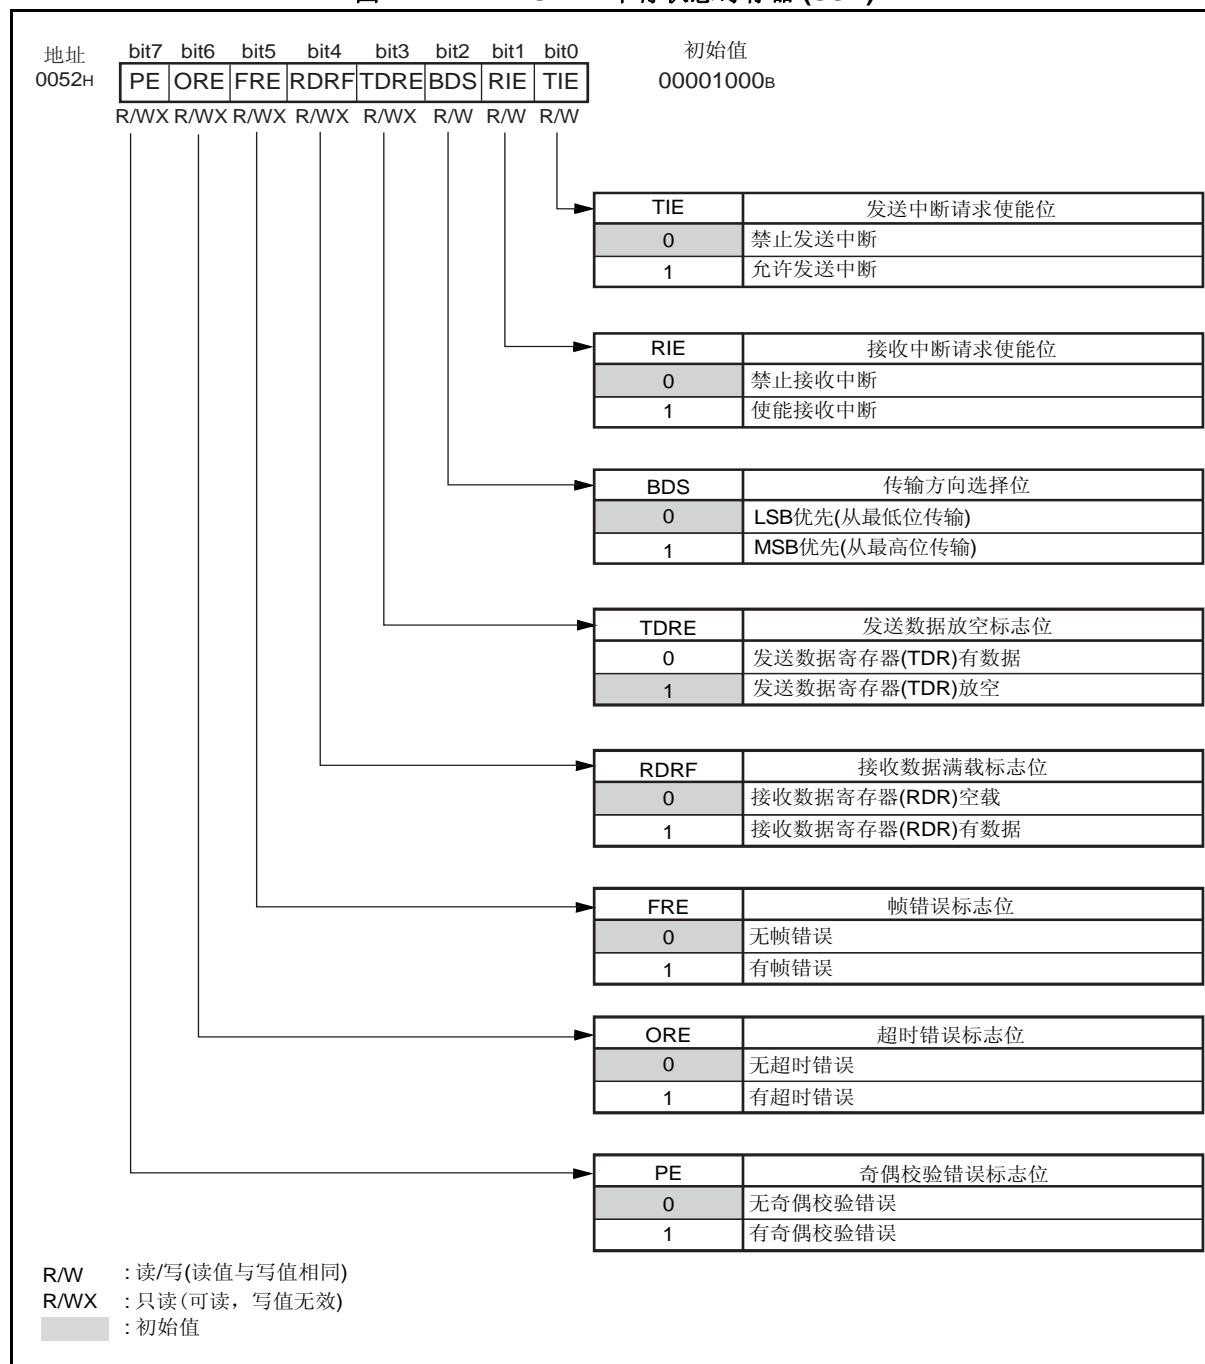 地址 bit7 bit6 bit5 bit4 bit3 bit2 bit1 bit0 初始值
0052H PE ORE FRE RDRF TDRE BDS RIE TIE 00001000B
R/WX R/WX R/WX R/WX R/WX R/W R/W R/W
TIE 发送中断请求使能位
0 禁止发送中断
1 允许发送中断
RIE 接收中断请求使能位
0 禁止接收中断
1 使能接收中断
BDS 传输方向选择位
0 LSB优先(从最低位传输)
1 MSB优先(从最高位传输)
TDRE 发送数据放空标志位
0 发送数据寄存器(TDR)有数据
1 发送数据寄存器(TDR)放空
RDRF 接收数据满载标志位
0 接收数据寄存器(RDR)空载
1 接收数据寄存器(RDR)有数据
FRE 帧错误标志位
0 无帧错误
1 有帧错误
ORE 超时错误标志位
0 无超时错误
1 有超时错误
PE 奇偶校验错误标志位
0 无奇偶校验错误
1 有奇偶校验错误
R/W : 读/写(读值与写值相同)
R/WX : 只读(可读，写值无效)
: 初始值